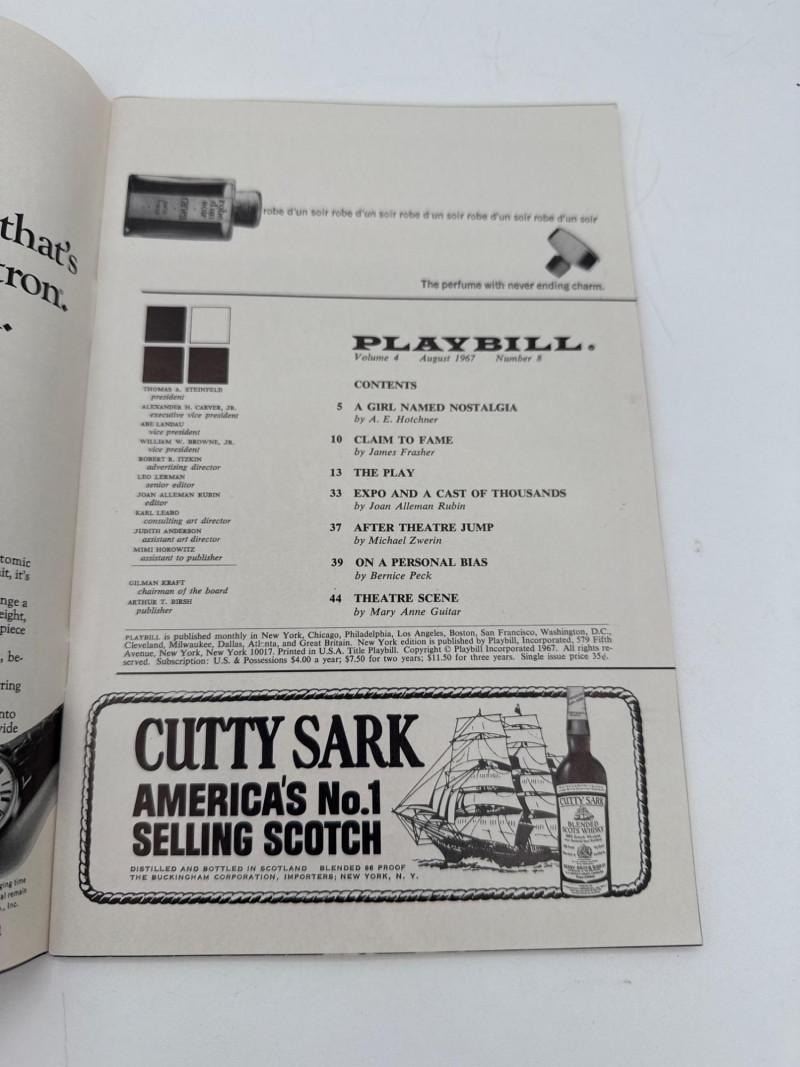 that's
tron.
tomic
it, it's
nge a
eight,
piece
, be-
ring
nto
vide
ging time
al remain
., Inc.
robe d'un soir robe d'un soir robe d'un soir robe d'un soir robe d'un soir
The perfume with never ending charm.
THOMAS A. STEINFELD
president
ALEXANDER H. CARVER, JR.
executive vice president
ABE LANDAU
vice president
WILLIAM W. BROWNE, JR.
vice president
ROBERT R. ITZKIN
advertising director
LEO LERMAN
senior editor
JOAN ALLEMAN RUBIN
editor
KARL LEABO
consulting art director
JUDITH ANDERSON
assistant art director
MIMI HOROWITZ
assistant to publisher
GILMAN KRAFT
chairman of the board
ARTHUR T. BIRSH
publisher
PLAYBILL.
Volume 4 August 1967 Number 8
CONTENTS
5 A GIRL NAMED NOSTALGIA
by A. E. Hotchner
10 CLAIM TO FAME
by James Frasher
13 THE PLAY
33 EXPO AND A CAST OF THOUSANDS
by Joan Alleman Rubin
37 AFTER THEATRE JUMP
by Michael Zwerin
39 ON A PERSONAL BIAS
by Bernice Peck
44 THEATRE SCENE
by Mary Anne Guitar
PLAYBILL is published monthly in New York, Chicago, Philadelphia, Los Angeles, Boston, San Francisco, Washington, D.C.,
Cleveland, Milwaukee, Dallas, Atlanta, and Great Britain. New York edition is published by Playbill, Incorporated, 579 Fifth
Avenue, New York, New York 10017. Printed in U.S.A. Title Playbill. Copyright © Playbill Incorporated 1967. All rights re-
served. Subscription: U.S. & Possessions $4.00 a year; $7.50 for two years; $11.50 for three years. Single issue price 35¢.
CUTTY SARK
AMERICA'S No.1
SELLING SCOTCH
DISTILLED AND BOTTLED IN SCOTLAND BLENDED 86 PROOF
THE BUCKINGHAM CORPORATION, IMPORTERS; NEW YORK, N. Y.
CUTTY SARK
BLENDED
SCOTS WHISKY